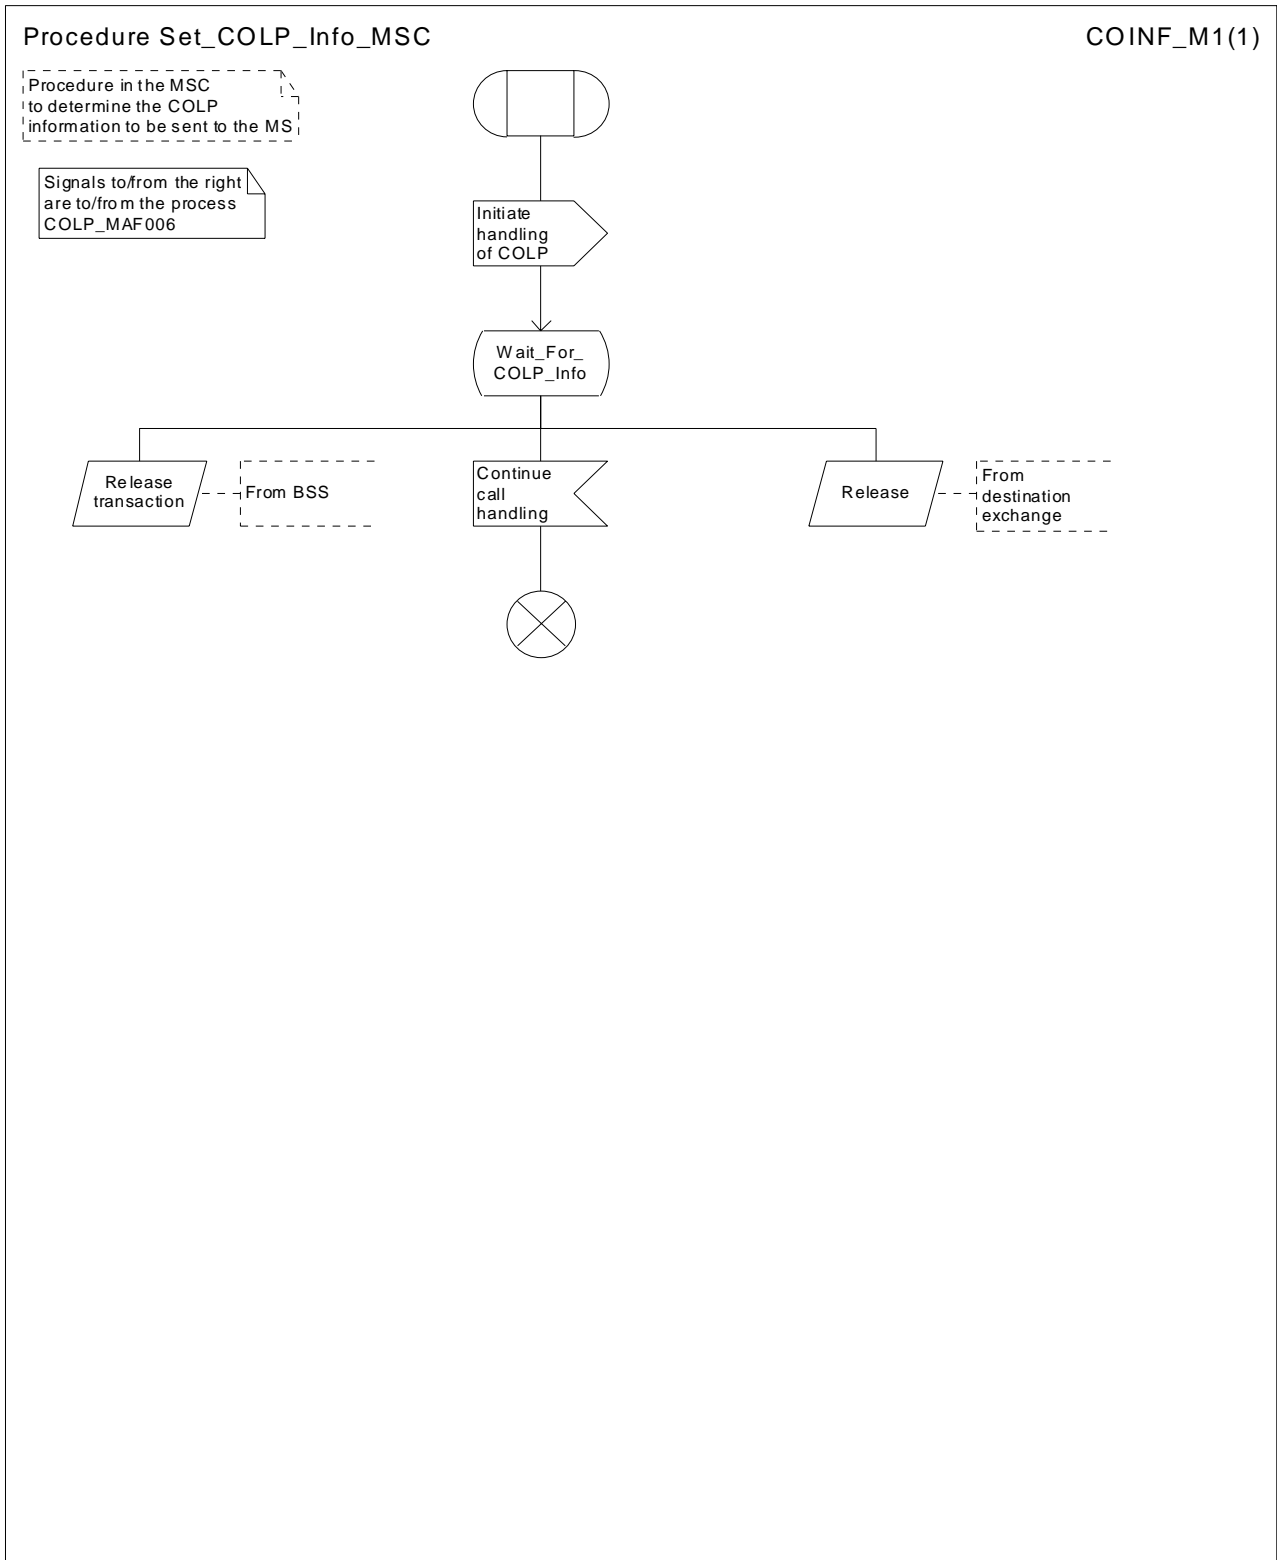 Procedure Set_COLP_Info_MSC
COINF_M1(1)
Procedure in the MSC
to determine the COLP
information to be sent to the MS
Signals to/from the right
are to/from the process
COLP_MAF006
Initiate
handling
of COLP
Wait_For_
COLP_Info
Release
transaction
From BSS
Continue
call
handling
Release
From
destination
exchange